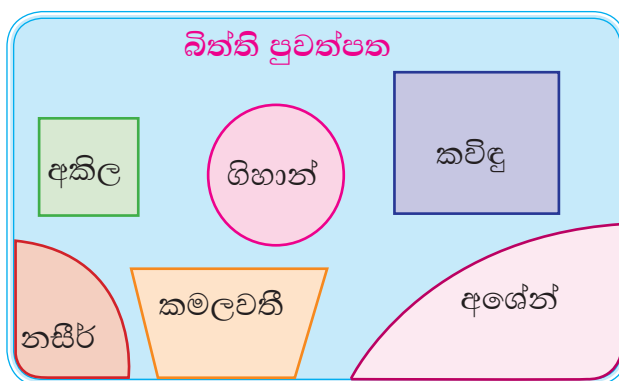 බිත්ති පුවත්පත
අකිල
ගිහාන්
කවිඳු
නසීර්
කමලවතී
අශේන්